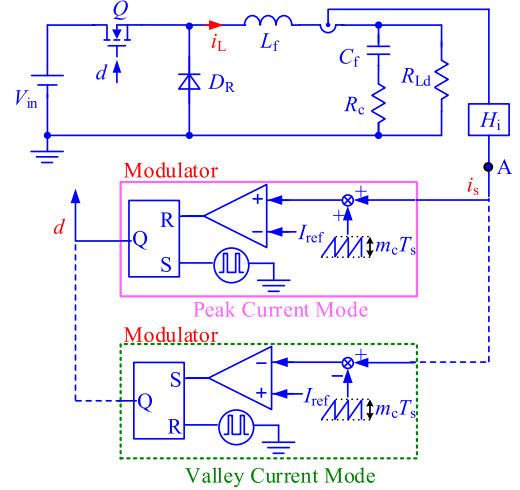 Q
i_L
L_f
C_f
R_Ld
d
D_R
V_in
R_c
H_i
A
Modulator
i_s
d
R
+
+
+
Q
−
I_ref
m_cT_s
S
Peak Current Mode
Modulator
S
−
+
Q
+
−
I_ref
m_cT_s
R
Valley Current Mode